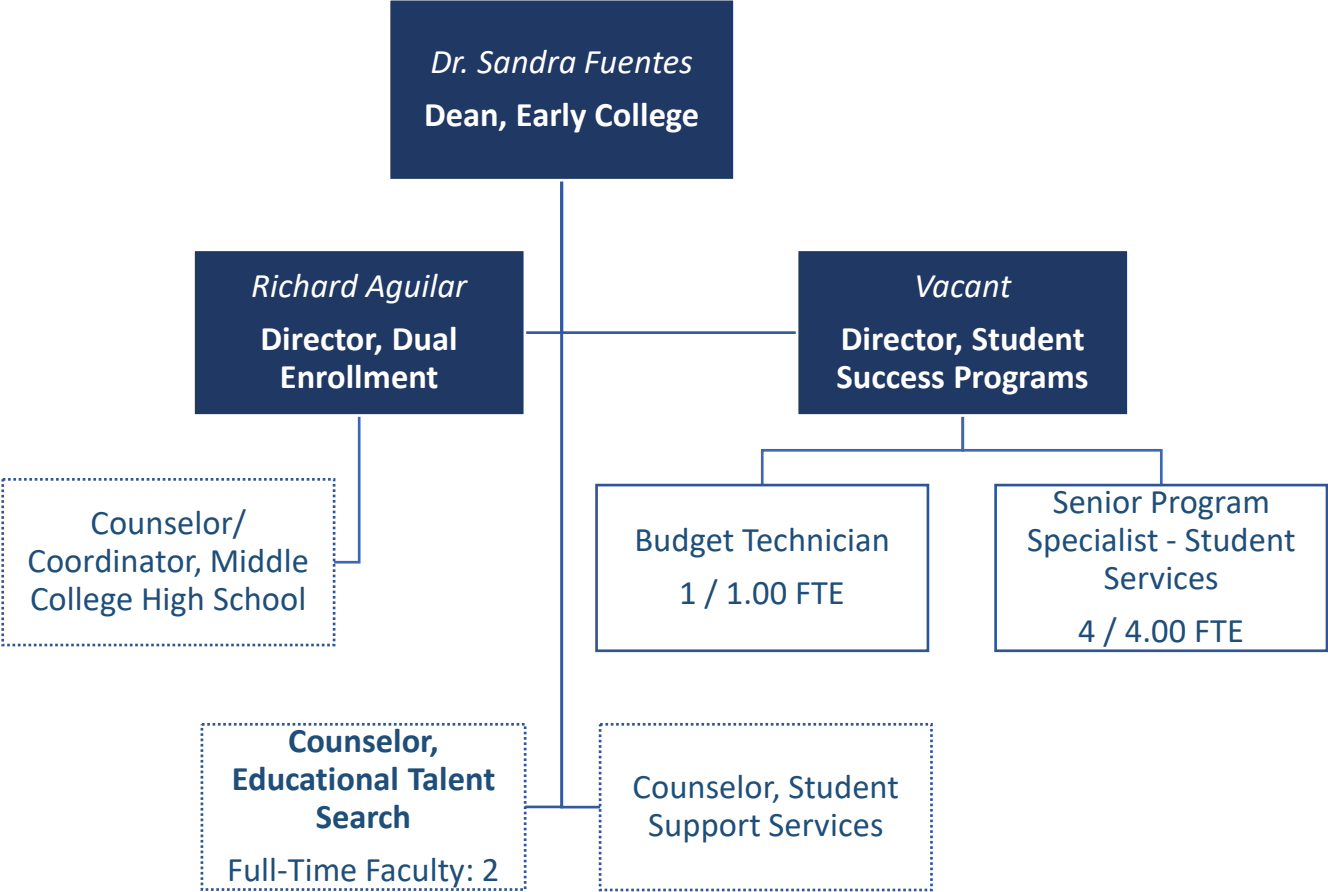 Dr. Sandra Fuentes
Dean, Early College
Richard Aguilar
Director, Dual
Enrollment
Vacant
Director, Student
Success Programs
Counselor/
Coordinator, Middle
College High School
Budget Technician
1 / 1.00 FTE
Senior Program
Specialist - Student
Services
4 / 4.00 FTE
Counselor,
Educational Talent
Search
Full-Time Faculty: 2
Counselor, Student
Support Services